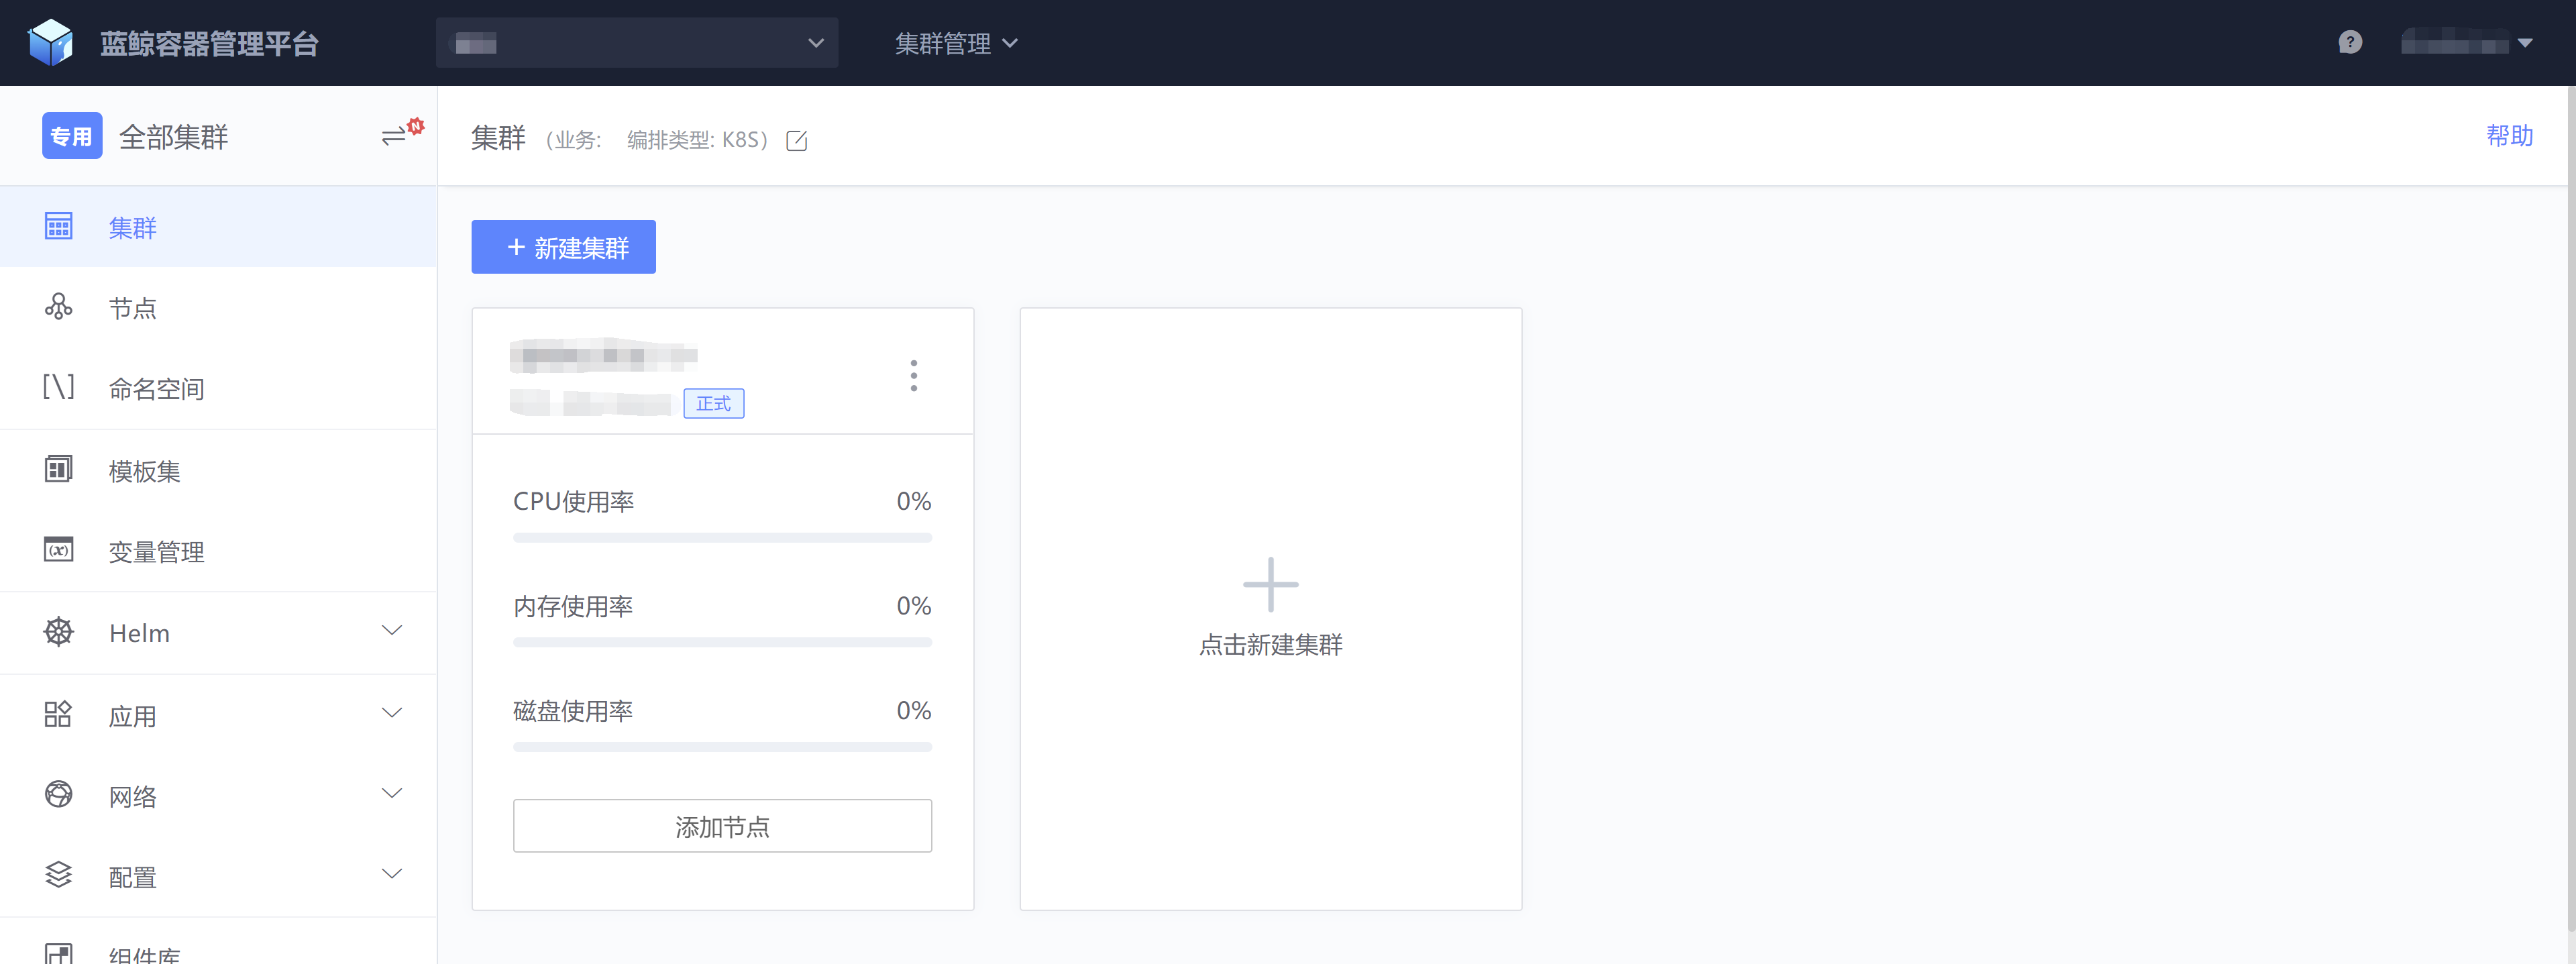 蓝鲸容器管理平台
集群管理
?
专用 全部集群
N
集群
节点
命名空间
模板集
变量管理
Helm
应用
网络
配置
组件库
集群 (业务: 编排类型: K8S)
帮助
+ 新建集群
正式
CPU使用率 0%
内存使用率 0%
磁盘使用率 0%
添加节点
点击新建集群